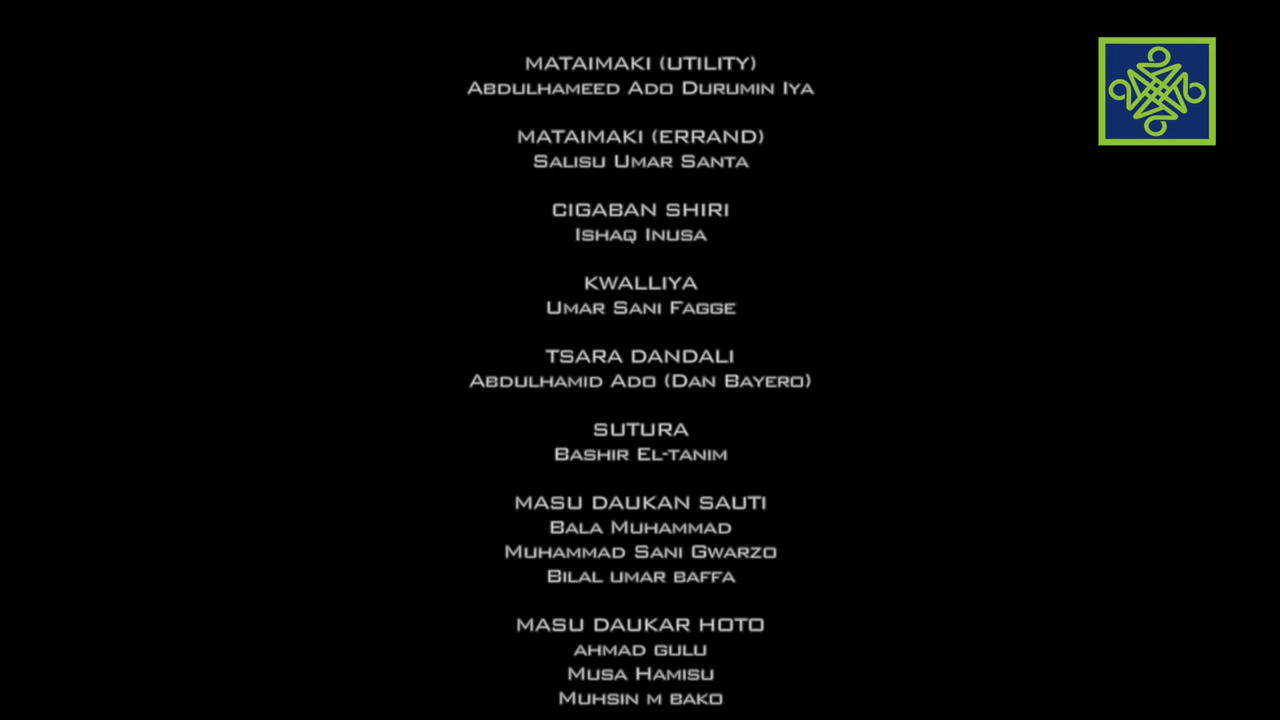 MATAIMAKI (UTILITY)
ABDULHAMEED ADO DURUMIN IYA
MATAIMAKI (ERRAND)
SALISU UMAR SANTA
CIGABAN SHIRI
ISHAQ INUSA
KWALLIYA
UMAR SANI FAGGE
TSARA DANDALI
ABDULHAMID ADO (DAN BAYERO)
SUTURA
BASHIR EL-TANIM
MASU DAUKAN SAUTI
BALA MUHAMMAD
MUHAMMAD SANI GWARZO
BILAL UMAR BAFFA
MASU DAUKAR HOTO
AHMAD GULU
MUSA HAMISU
MUHSIN M BAKO